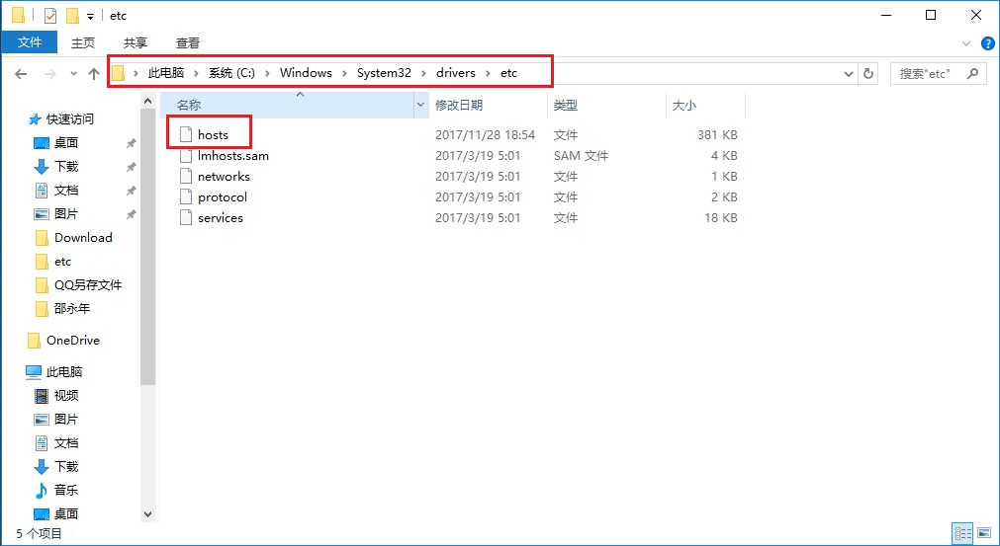 etc
文件 主页 共享 查看
此电脑 系统 (C:) Windows System32 drivers etc 搜索"etc"
名称 修改日期 类型 大小
hosts 2017/11/28 18:54 文件 381 KB
lmhosts.sam 2017/3/19 5:01 SAM 文件 4 KB
networks 2017/3/19 5:01 文件 1 KB
protocol 2017/3/19 5:01 文件 2 KB
services 2017/3/19 5:01 文件 18 KB
快速访问
桌面
下载
文档
图片
Download
etc
QQ另存文件
邵永年
OneDrive
此电脑
视频
图片
文档
下载
音乐
桌面
5 个项目